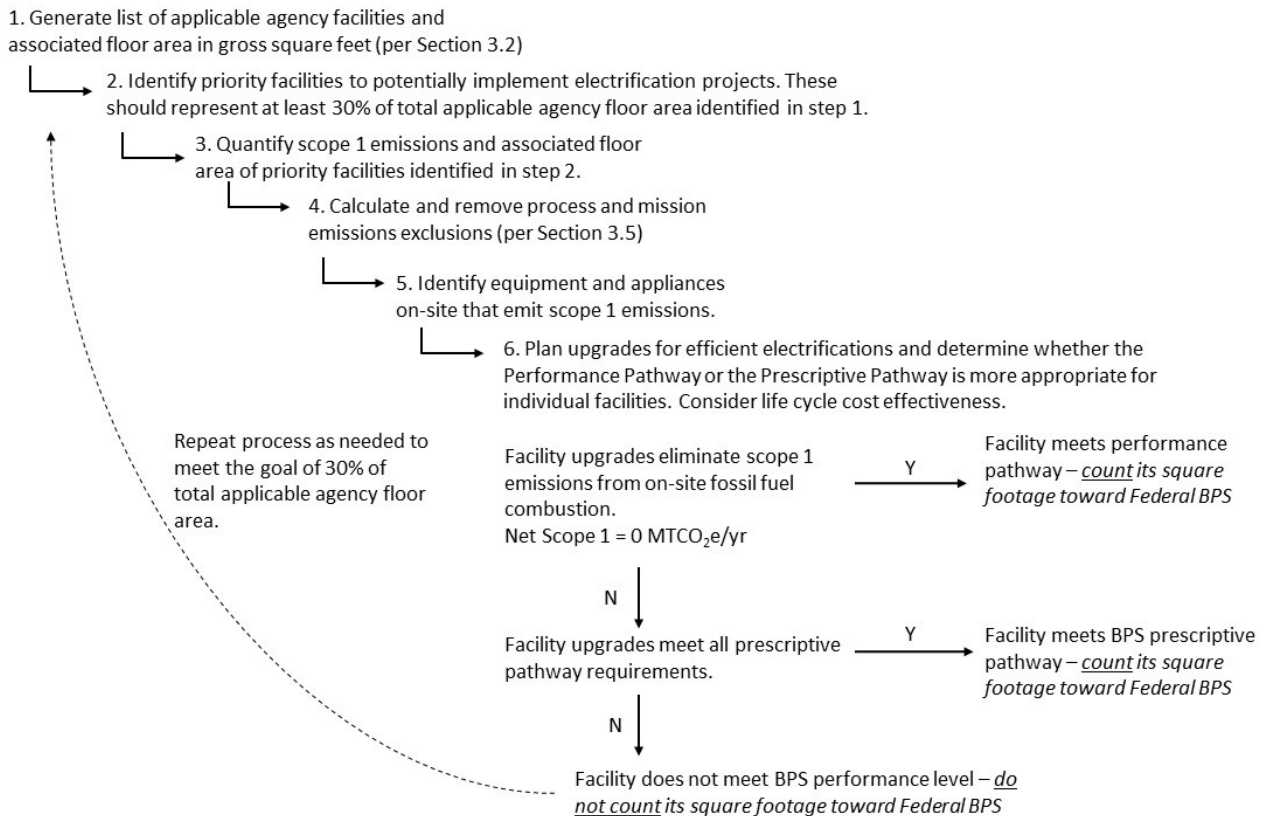 1. Generate list of applicable agency facilities and
associated floor area in gross square feet (per Section 3.2)
2. Identify priority facilities to potentially implement electrification projects. These
should represent at least 30% of total applicable agency floor area identified in step 1.
3. Quantify scope 1 emissions and associated floor
area of priority facilities identified in step 2.
4. Calculate and remove process and mission
emissions exclusions (per Section 3.5)
5. Identify equipment and appliances
on-site that emit scope 1 emissions.
6. Plan upgrades for efficient electrifications and determine whether the
Performance Pathway or the Prescriptive Pathway is more appropriate for
individual facilities. Consider life cycle cost effectiveness.
Repeat process as needed to
meet the goal of 30% of
total applicable agency floor
area.
Facility upgrades eliminate scope 1
emissions from on-site fossil fuel
combustion.
Net Scope 1 = 0 MTCO₂e/yr
Y
Facility meets performance
pathway – count its square
footage toward Federal BPS
N
Facility upgrades meet all prescriptive
pathway requirements.
Y
Facility meets BPS prescriptive
pathway – count its square
footage toward Federal BPS
N
Facility does not meet BPS performance level – do
not count its square footage toward Federal BPS